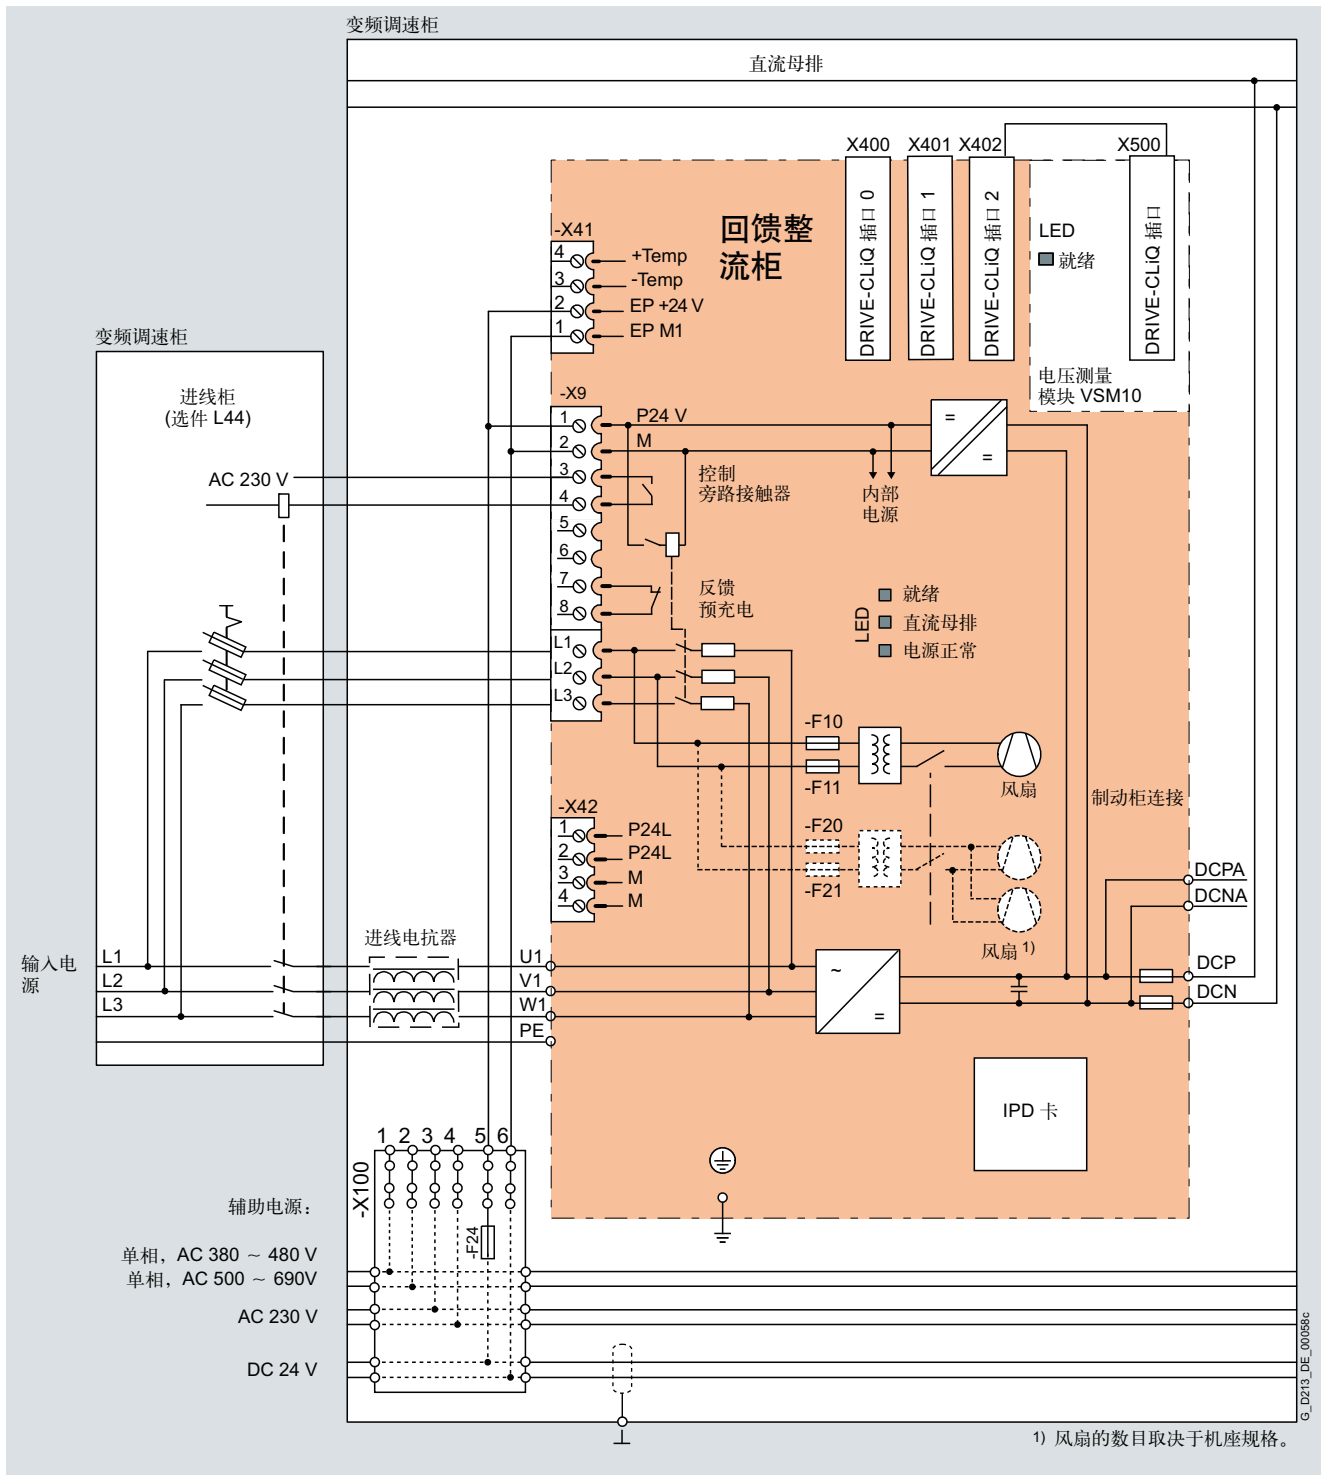 变频调速柜
直流母排
X400
X401
X402
X500
DRIVE-CLiQ 插口 0
DRIVE-CLiQ 插口 1
DRIVE-CLiQ 插口 2
DRIVE-CLiQ 插口
回馈整
流柜
LED
就绪
电压测量
模块 VSM10
-X41
4
+Temp
3
-Temp
2
EP +24 V
1
EP M1
变频调速柜
进线柜
(选件 L44)
AC 230 V
-X9
1
P24 V
2
M
3
4
5
6
7
8
L1
L2
L3
=
=
控制
旁路接触器
内部
电源
反馈
预充电
LED
就绪
直流母排
电源正常
-F10
-F11
风扇
制动柜连接
-F20
-F21
风扇 1)
-X42
1
P24L
2
P24L
3
M
4
M
DCPA
DCNA
DCP
DCN
输入电
源
L1
L2
L3
进线电抗器
U1
V1
W1
PE
~
=
IPD 卡
1 2 3 4 5 6
-X100
-F24
辅助电源：
单相，AC 380 ~ 480 V
单相，AC 500 ~ 690V
AC 230 V
DC 24 V
G_D213_DE_00058c
1) 风扇的数目取决于机座规格。